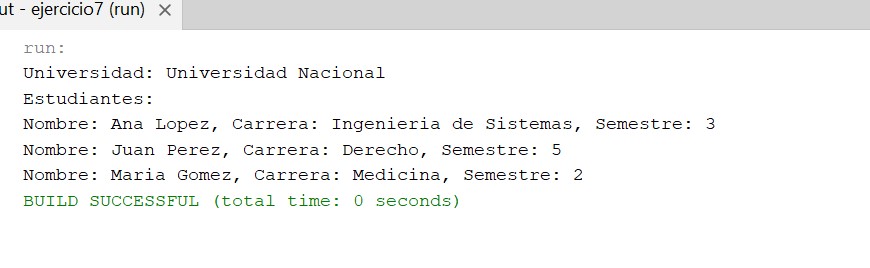 ut - ejercicio7 (run)
run:
Universidad: Universidad Nacional
Estudiantes:
Nombre: Ana Lopez, Carrera: Ingenieria de Sistemas, Semestre: 3
Nombre: Juan Perez, Carrera: Derecho, Semestre: 5
Nombre: Maria Gomez, Carrera: Medicina, Semestre: 2
BUILD SUCCESSFUL (total time: 0 seconds)